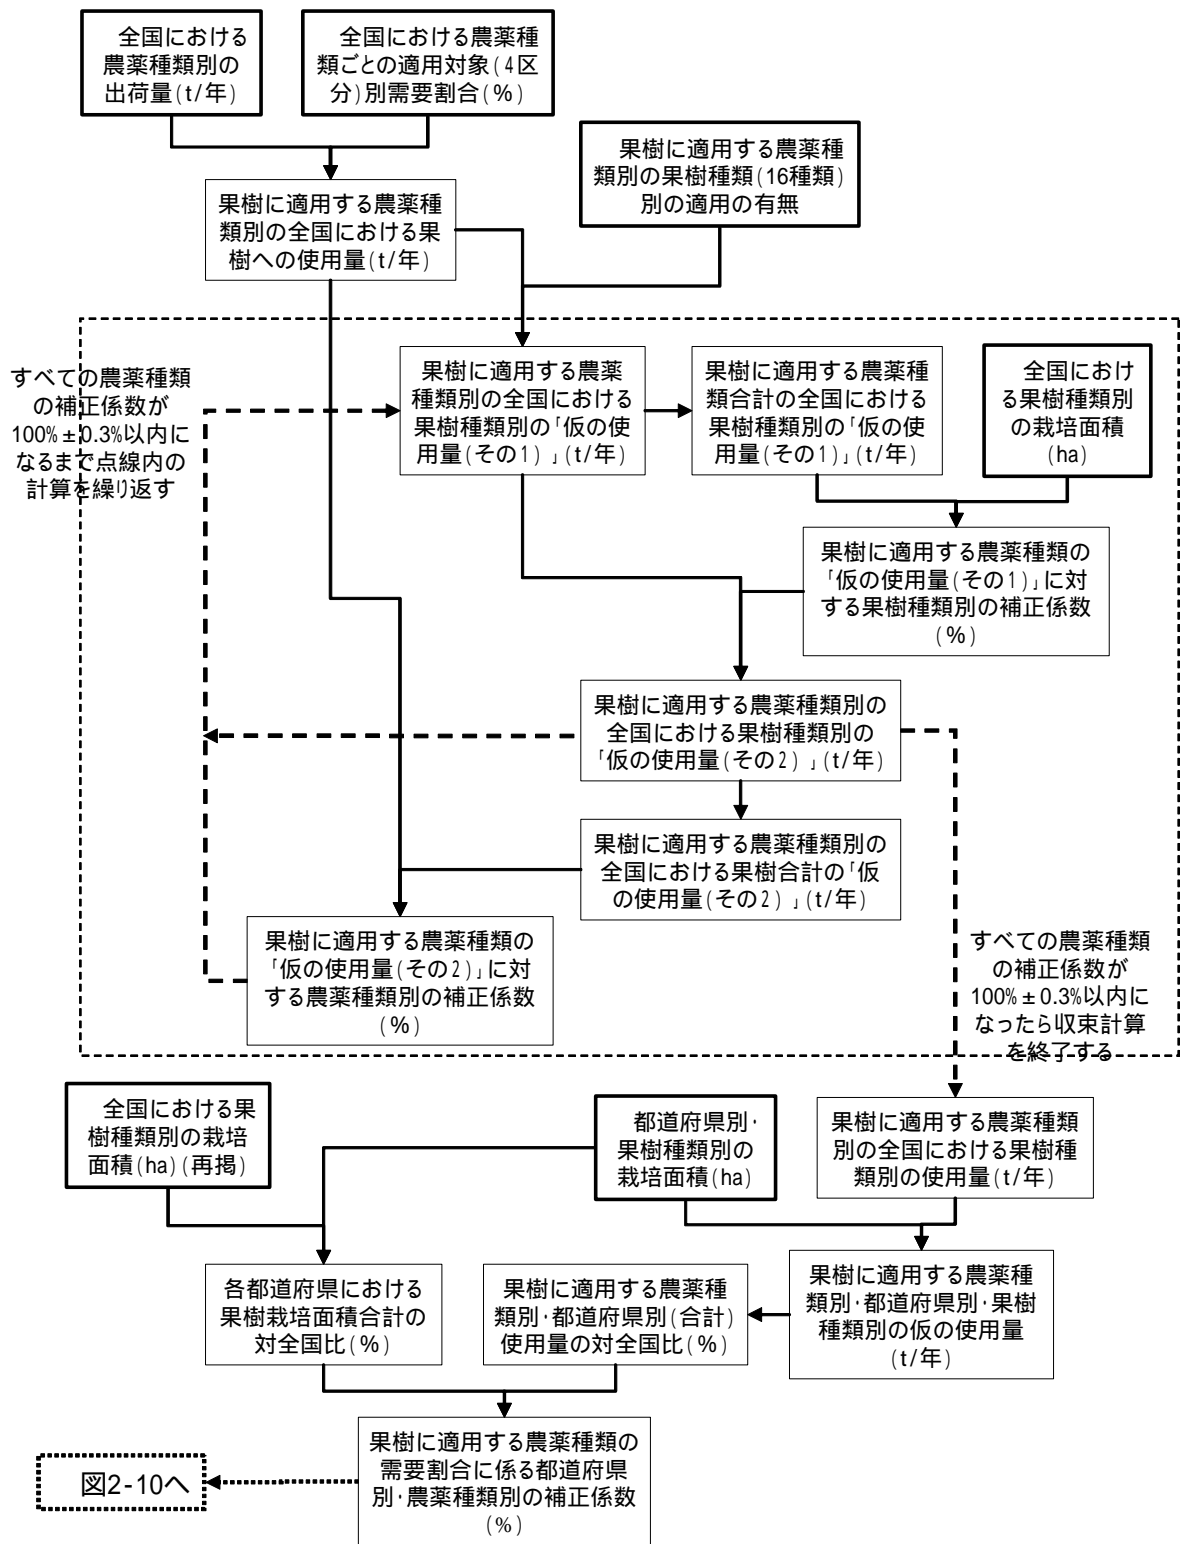 全国における
農薬種類別の
出荷量(t/年)
全国における農薬種
類ごとの適用対象(4区
分)別需要割合(%)
果樹に適用する農薬種
類別の果樹種類(16種類)
別の適用の有無
果樹に適用する農薬種
類別の全国における果
樹への使用量(t/年)
すべての農薬種類
の補正係数が
100%±0.3%以内に
なるまで点線内の
計算を繰り返す
果樹に適用する農薬
種類別の全国における
果樹種類別の「仮の使
用量(その1)」(t/年)
果樹に適用する農薬種
類合計の全国における
果樹種類別の「仮の使
用量(その1)」(t/年)
全国におけ
る果樹種類別
の栽培面積
(ha)
果樹に適用する農薬種類の
「仮の使用量(その1)」に対
する果樹種類別の補正係数
(%)
果樹に適用する農薬種類別の
全国における果樹種類別の
「仮の使用量(その2)」(t/年)
果樹に適用する農薬種類別の
全国における果樹合計の「仮
の使用量(その2)」(t/年)
果樹に適用する農薬種類の
「仮の使用量(その2)」に対
する農薬種類別の補正係数
(%)
すべての農薬種類
の補正係数が
100%±0.3%以内に
なったら収束計算
を終了する
全国における果
樹種類別の栽培
面積(ha)(再掲)
都道府県別・
果樹種類別の
栽培面積(ha)
果樹に適用する農薬種類
別の全国における果樹種
類別の使用量(t/年)
各都道府県における
果樹栽培面積合計の
対全国比(%)
果樹に適用する農薬種
類別・都道府県別(合計)
使用量の対全国比(%)
果樹に適用する農薬種
類別・都道府県別・果樹
種類別の仮の使用量
(t/年)
果樹に適用する農薬種類の
需要割合に係る都道府県
別・農薬種類別の補正係数
(%)
図2-10へ